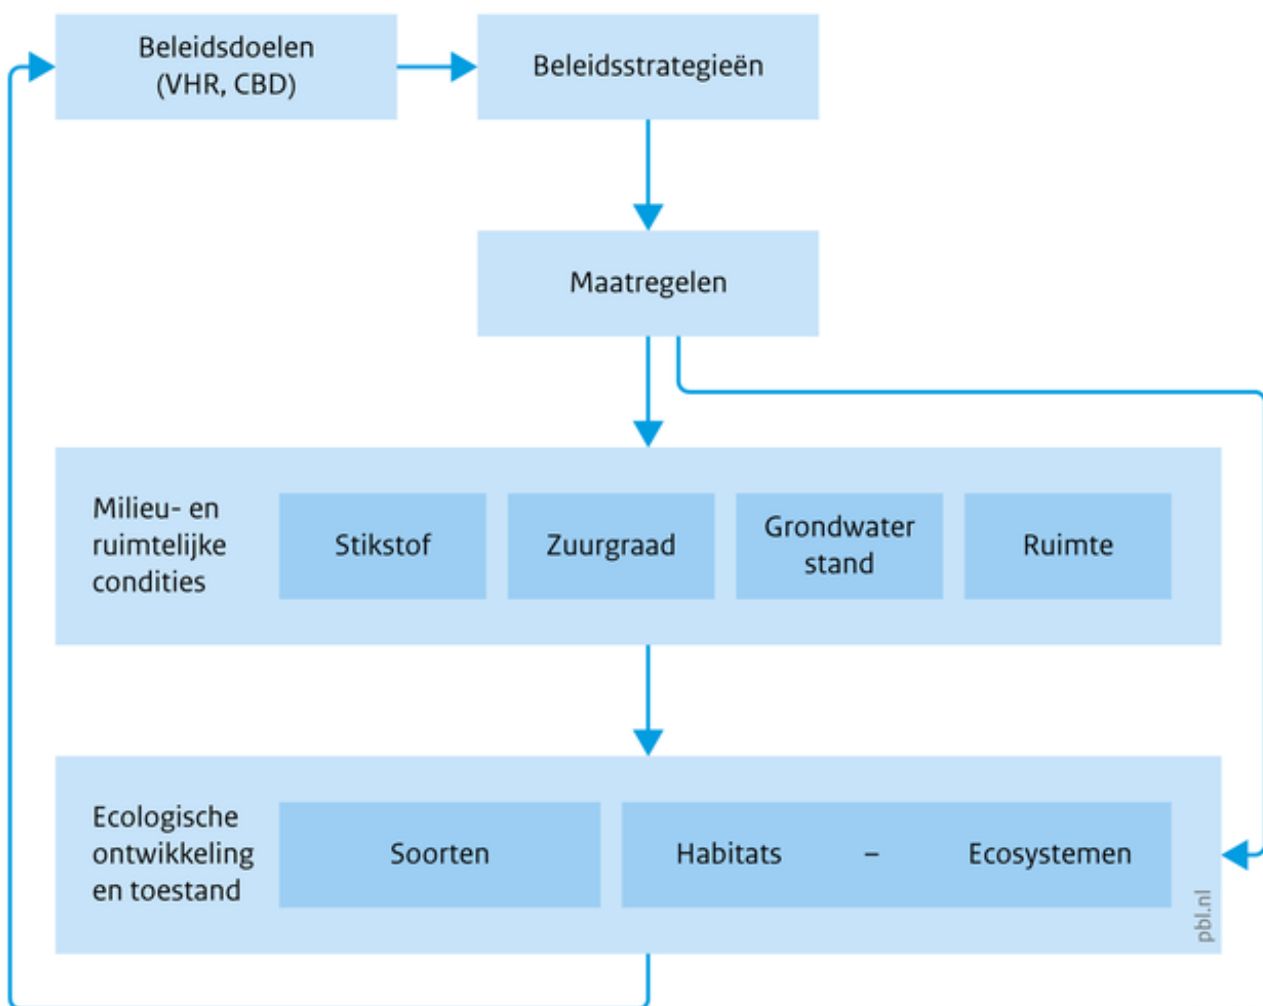 Beleidsdoelen
(VHR, CBD)
Beleidsstrategieën
Maatregelen
Milieu- en
ruimtelijke
condities
Stikstof
Zuurgraad
Grondwater
stand
Ruimte
Ecologische
ontwikkeling
en toestand
Soorten
Habitats – Ecosystemen
pbl.nl